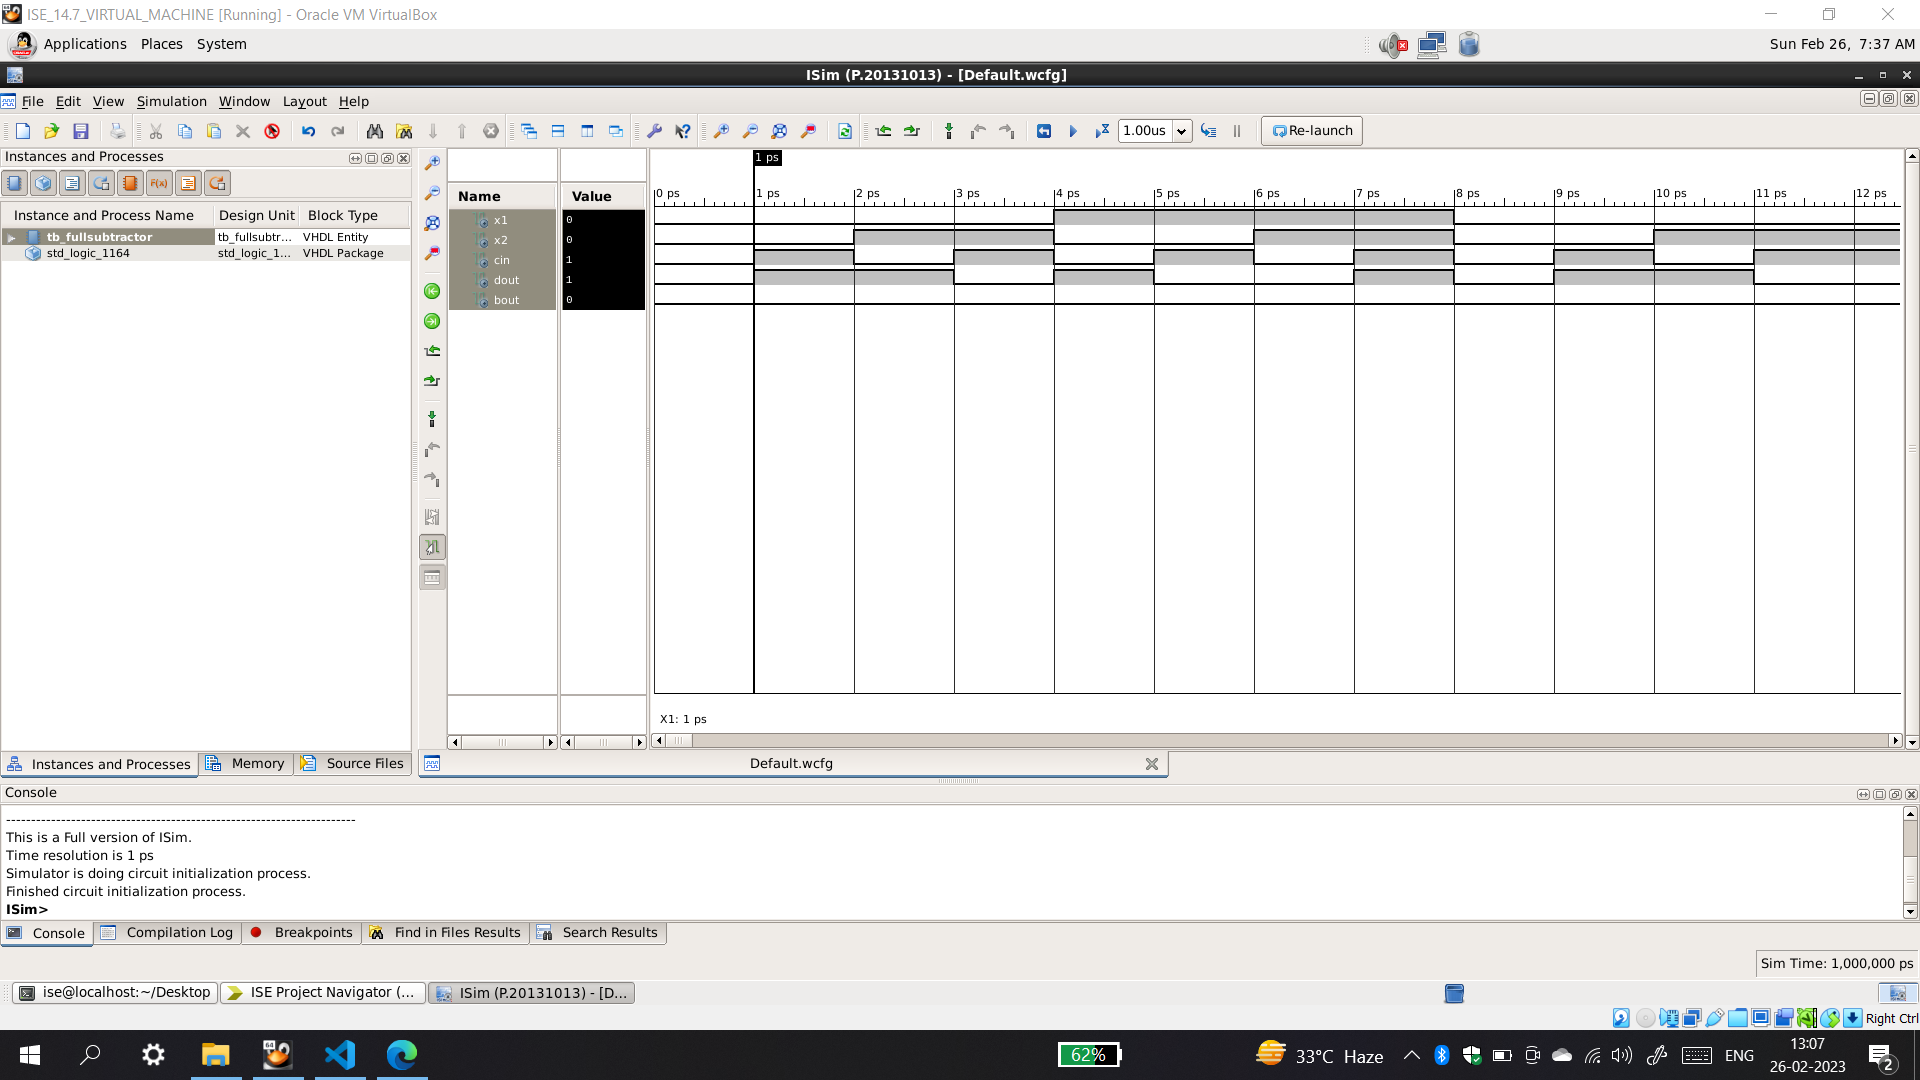 ISE_14.7_VIRTUAL_MACHINE [Running] - Oracle VM VirtualBox
Applications Places System
Sun Feb 26, 7:37 AM
ISim (P.20131013) - [Default.wcfg]
File Edit View Simulation Window Layout Help
1.00us Re-launch
Instances and Processes
Instance and Process Name Design Unit Block Type
tb_fullsubtractor tb_fullsubtr... VHDL Entity
std_logic_1164 std_logic_1... VHDL Package
Name Value
x1 0
x2 0
cin 1
dout 1
bout 0
1 ps
0 ps 1 ps 2 ps 3 ps 4 ps 5 ps 6 ps 7 ps 8 ps 9 ps 10 ps 11 ps 12 ps
X1: 1 ps
Instances and Processes Memory Source Files
Default.wcfg
Console
----------------------------------------------------------------------
This is a Full version of ISim.
Time resolution is 1 ps
Simulator is doing circuit initialization process.
Finished circuit initialization process.
ISim>
Console Compilation Log Breakpoints Find in Files Results Search Results
Sim Time: 1,000,000 ps
ise@localhost:~/Desktop ISE Project Navigator (... ISim (P.20131013) - [D...
Right Ctrl
62%
33°C Haze
ENG
13:07
26-02-2023
2